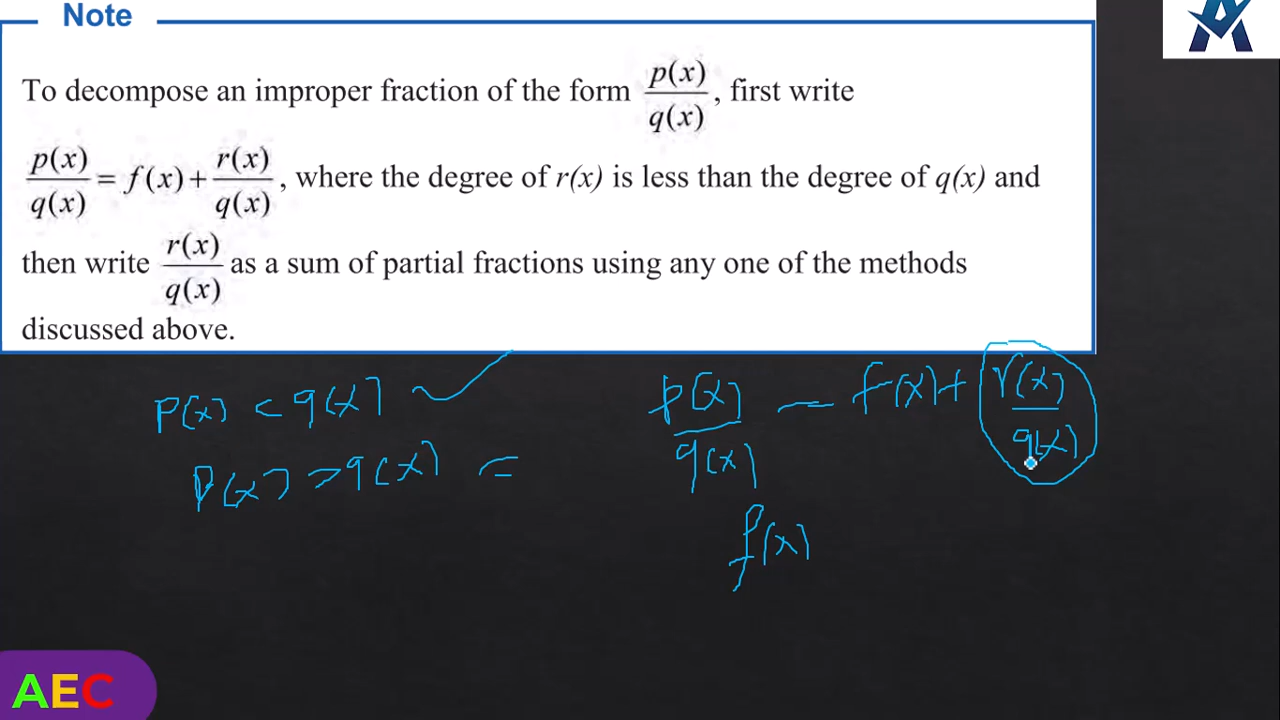 Note
To decompose an improper fraction of the form p(x)/q(x), first write
p(x)/q(x) = f(x) + r(x)/q(x), where the degree of r(x) is less than the degree of q(x) and
then write r(x)/q(x) as a sum of partial fractions using any one of the methods
discussed above.
p(x) < q(x)
p(x) > q(x) =
p(x)/q(x) — f(x) + r(x)/q(x)
f(x)
AEC